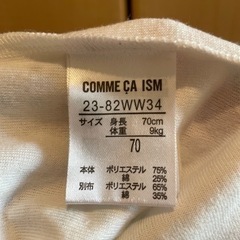 COMME ÇA ISM
23-82WW34
サイズ 身長 70cm
体重 9kg
70
本体 ポリエステル 75%
綿 25%
別布 ポリエステル 65%
綿 35%